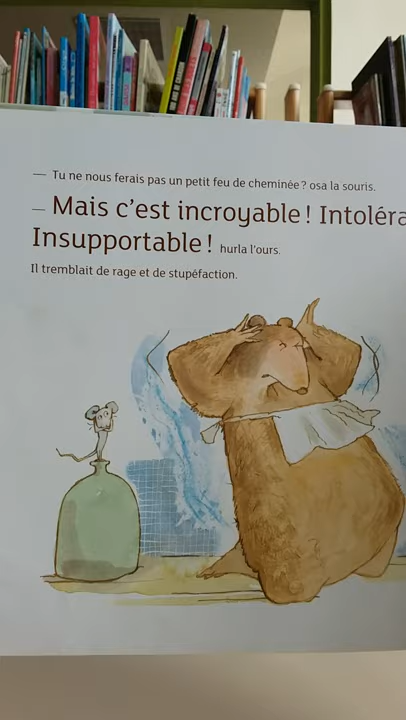 — Tu ne nous ferais pas un petit feu de cheminée ? osa la souris.
— Mais c'est incroyable ! Intoléra
Insupportable ! hurla l'ours.
Il tremblait de rage et de stupéfaction.